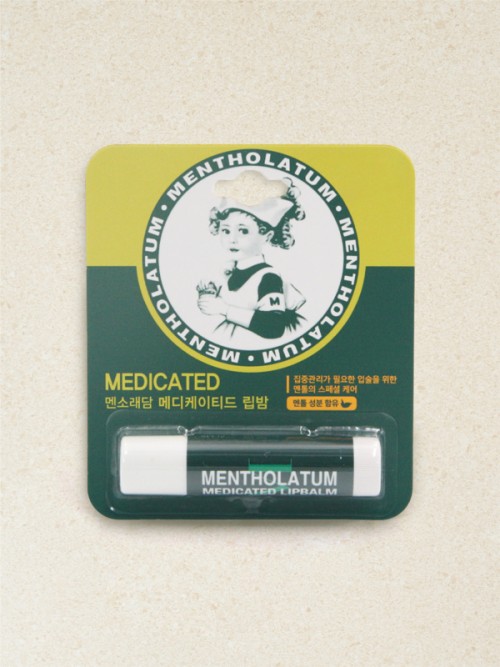 MENTHOLATUM • MENTHOLATUM • MENTHOLATUM • MENTHOLATUM •
M
MEDICATED
멘소래담 메디케이티드 립밤
집중관리가 필요한 입술을 위한
멘톨의 스페셜 케어
멘톨 성분 함유
MENTHOLATUM
MEDICATED LIPBALM